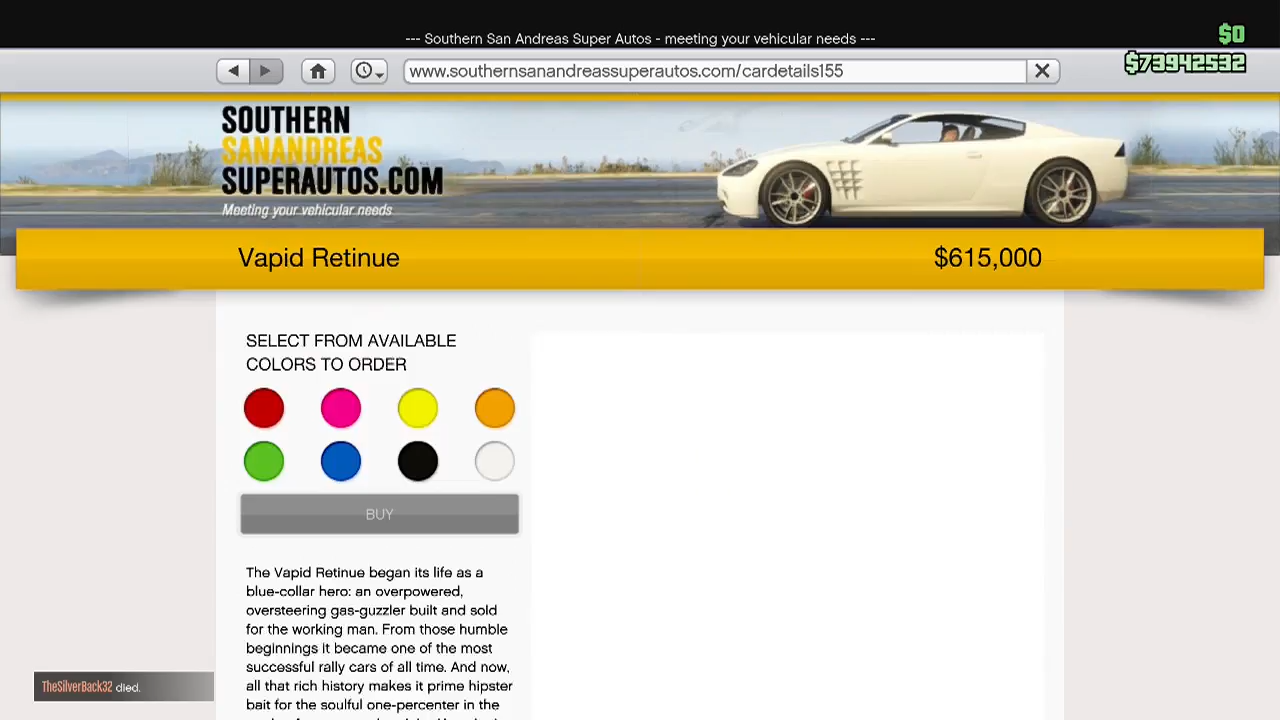 --- Southern San Andreas Super Autos - meeting your vehicular needs ---
$0
$73942532
www.southernsanandreassuperautos.com/cardetails155
SOUTHERN
SANANDREAS
SUPERAUTOS.COM
Meeting your vehicular needs
Vapid Retinue
$615,000
SELECT FROM AVAILABLE
COLORS TO ORDER
BUY
The Vapid Retinue began its life as a
blue-collar hero: an overpowered,
oversteering gas-guzzler built and sold
for the working man. From those humble
beginnings it became one of the most
successful rally cars of all time. And now,
all that rich history makes it prime hipster
bait for the soulful one-percenter in the
TheSilverBack32 died.